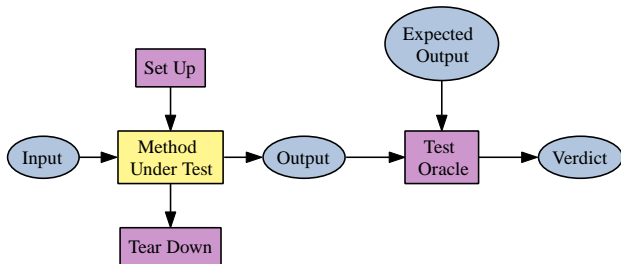 Expected
Output
Set Up
Input
Method
Under Test
Output
Test
Oracle
Verdict
Tear Down